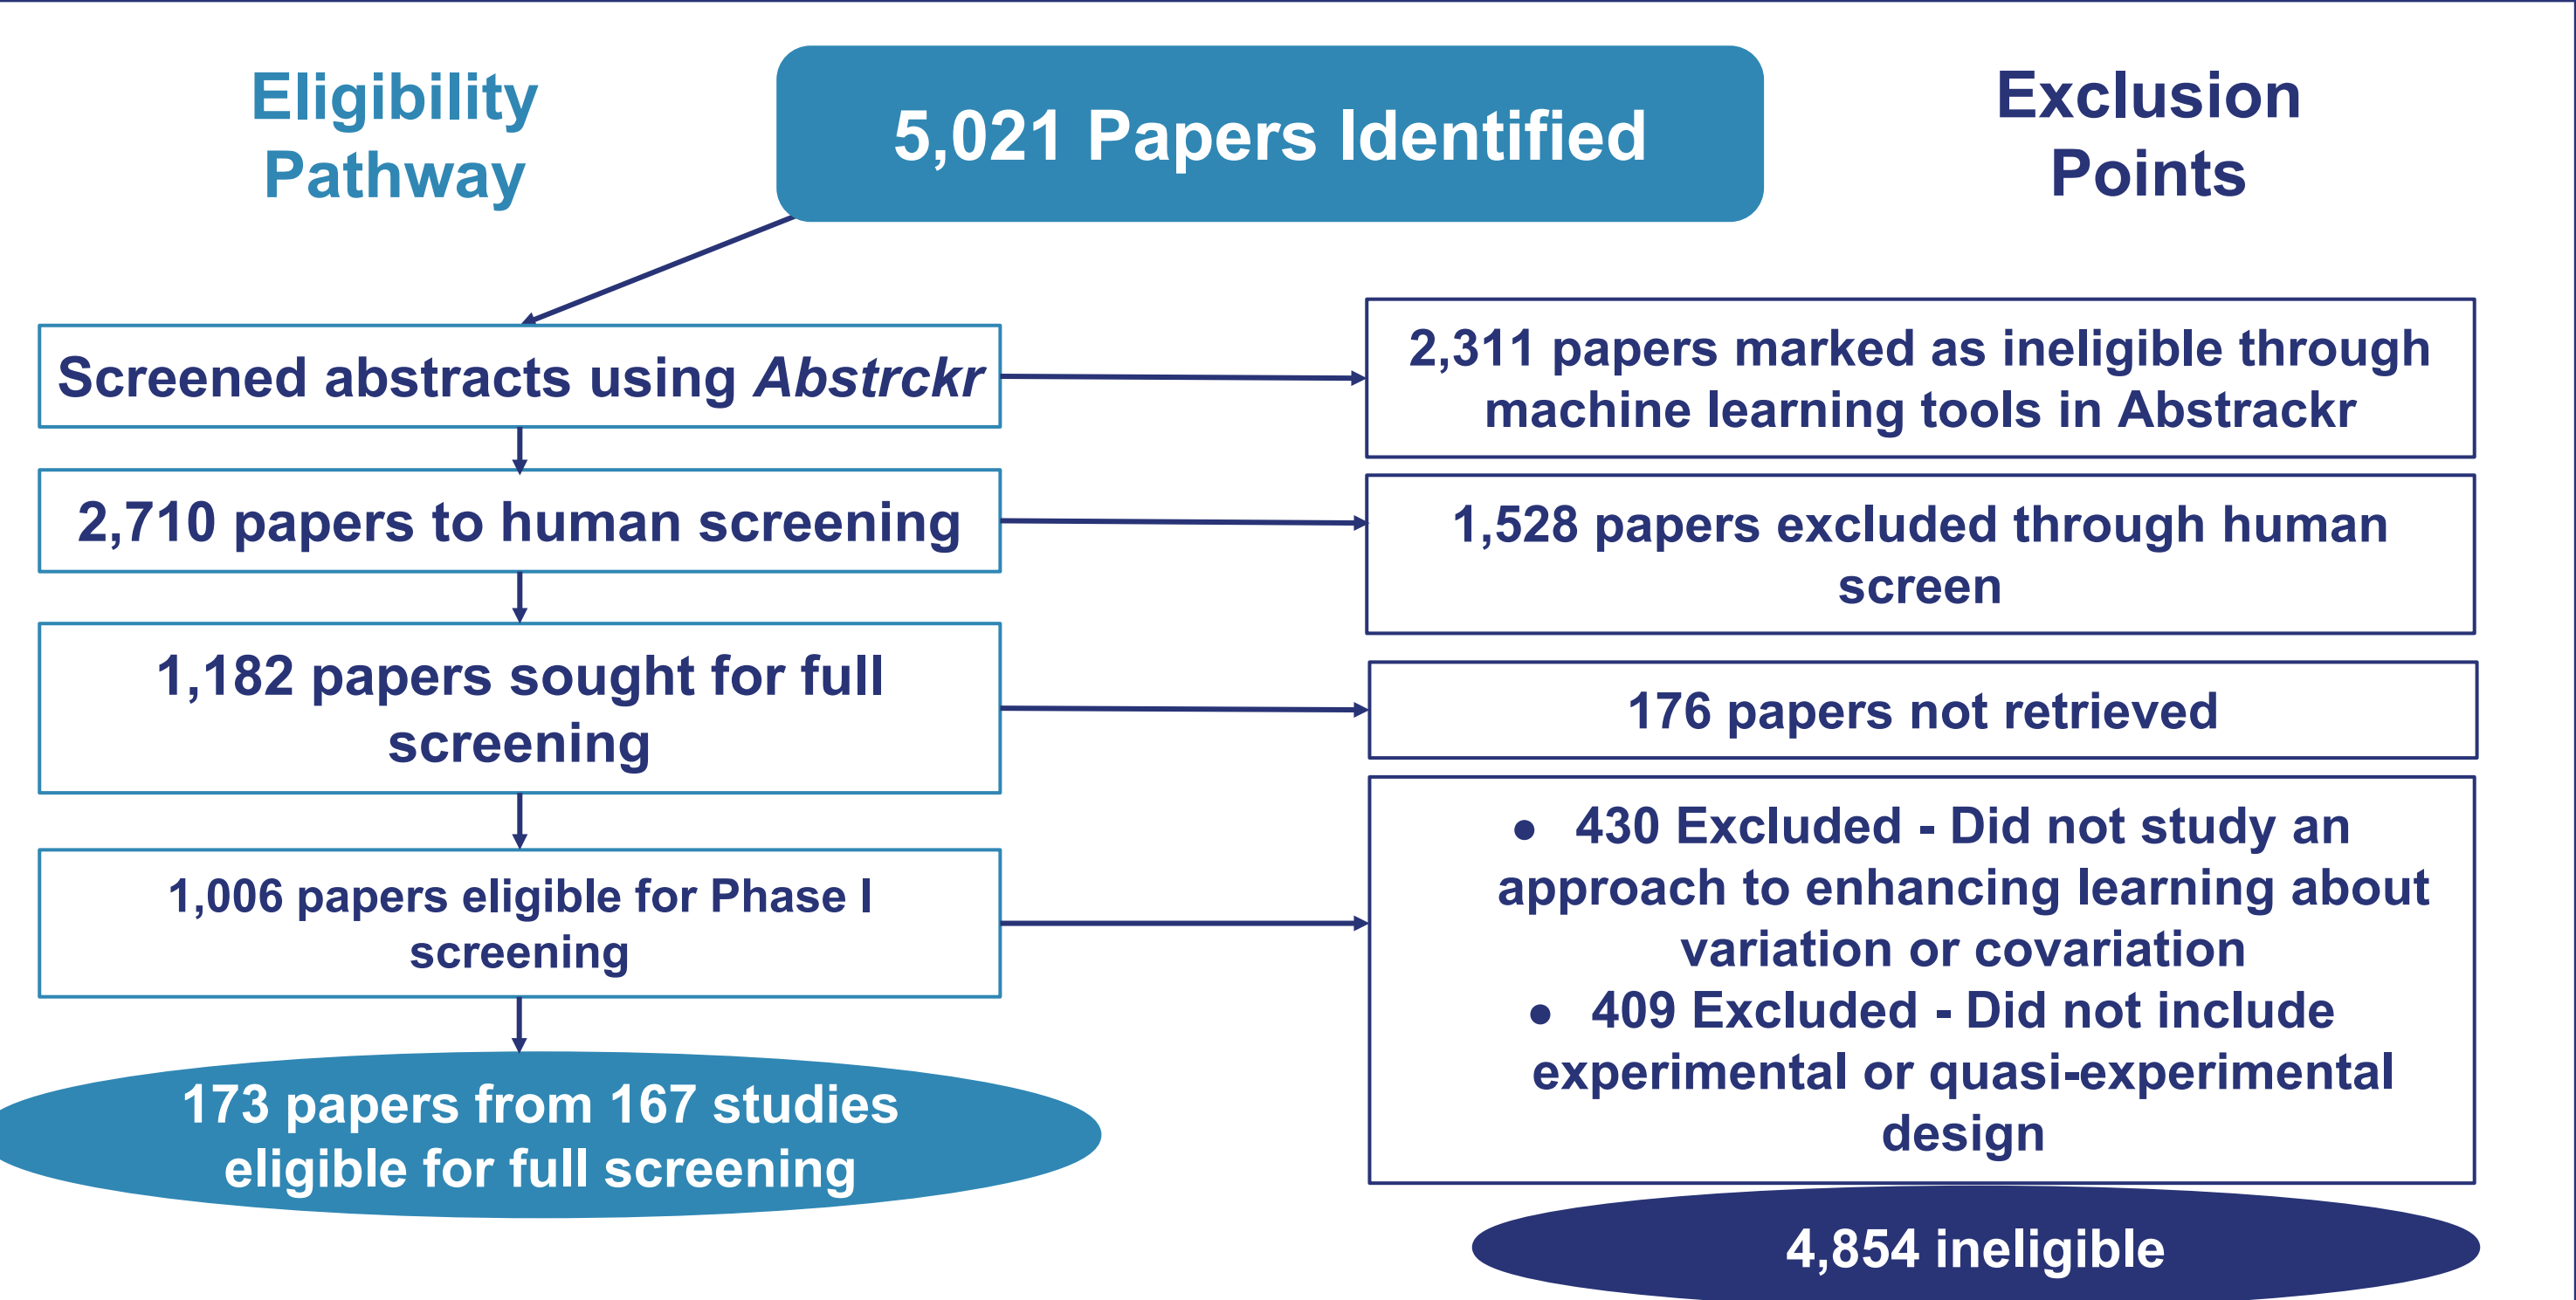 Eligibility
Pathway
5,021 Papers Identified
Exclusion
Points
Screened abstracts using Abstrckr
2,311 papers marked as ineligible through
machine learning tools in Abstrackr
2,710 papers to human screening
1,528 papers excluded through human
screen
1,182 papers sought for full
screening
176 papers not retrieved
1,006 papers eligible for Phase I
screening
● 430 Excluded - Did not study an
approach to enhancing learning about
variation or covariation
● 409 Excluded - Did not include
experimental or quasi-experimental
design
173 papers from 167 studies
eligible for full screening
4,854 ineligible